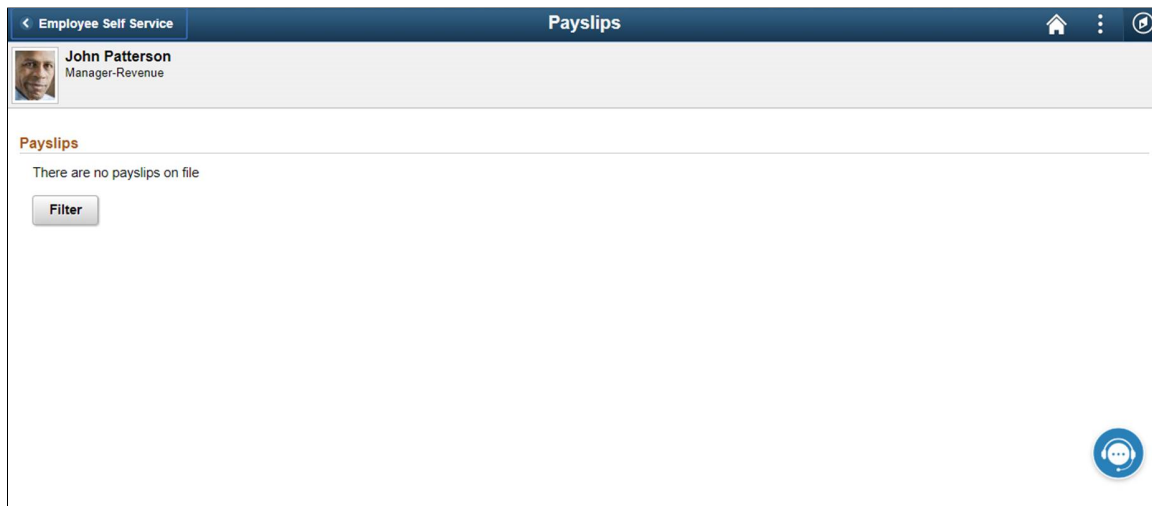 Employee Self Service
Payslips
John Patterson
Manager-Revenue
Payslips
There are no payslips on file
Filter